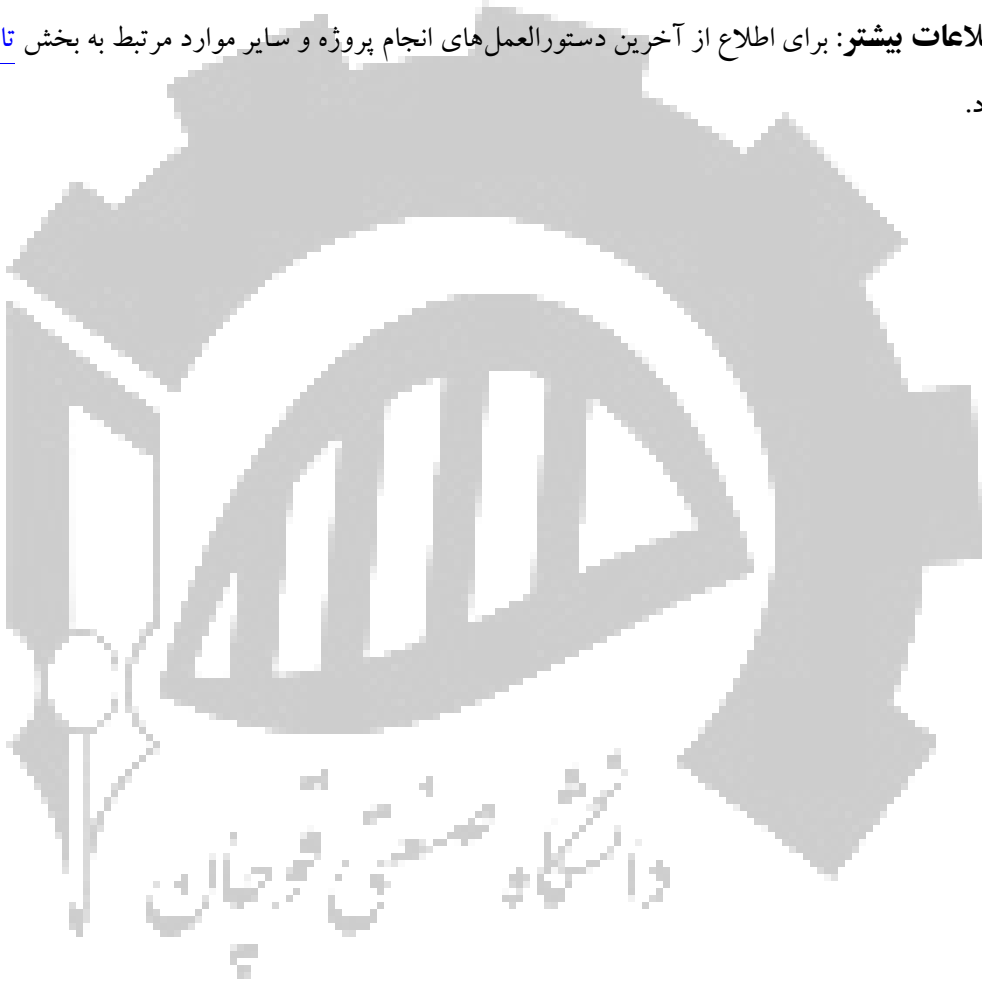 لاعات بیشتر: برای اطلاع از آخرین دستورالعمل‌های انجام پروژه و سایر موارد مرتبط به بخش تا
د.
دانشگاه صنعتی قوچان